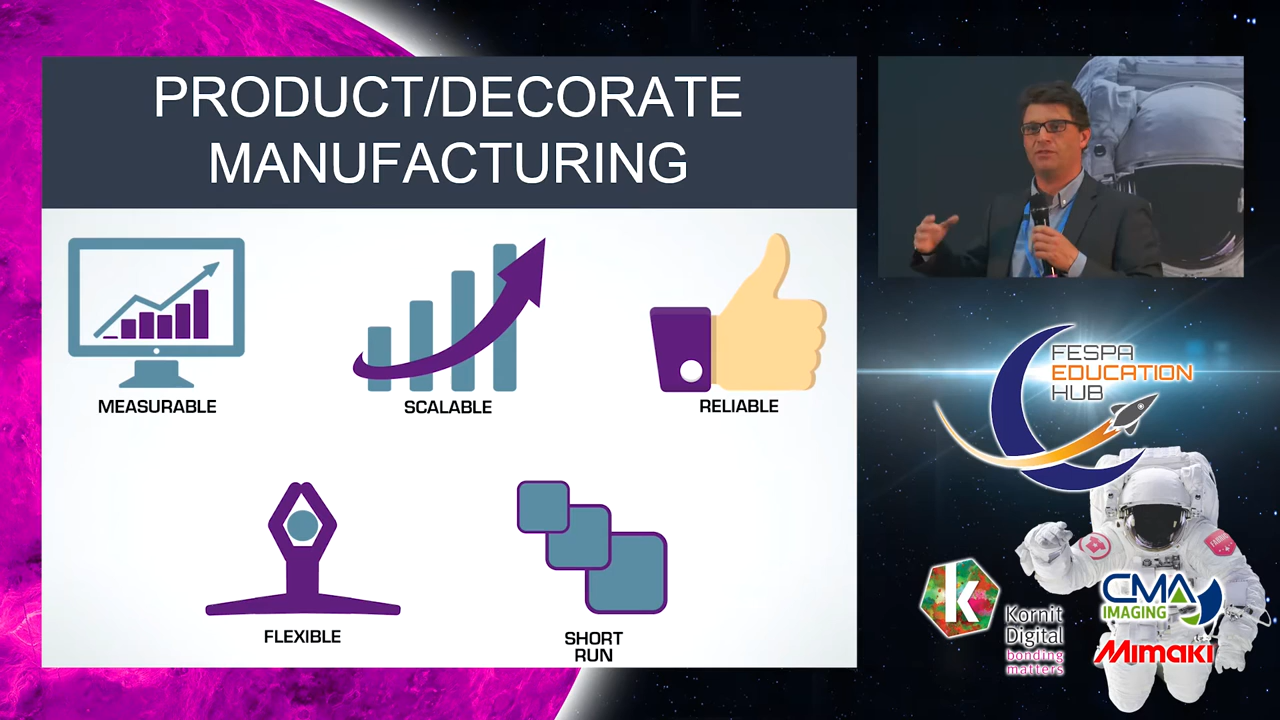 PRODUCT/DECORATE
MANUFACTURING
MEASURABLE
SCALABLE
RELIABLE
FLEXIBLE
SHORT
RUN
FESPA
EDUCATION
HUB
k
Kornit
Digital
bonding
matters
CMA
IMAGING
Mimaki